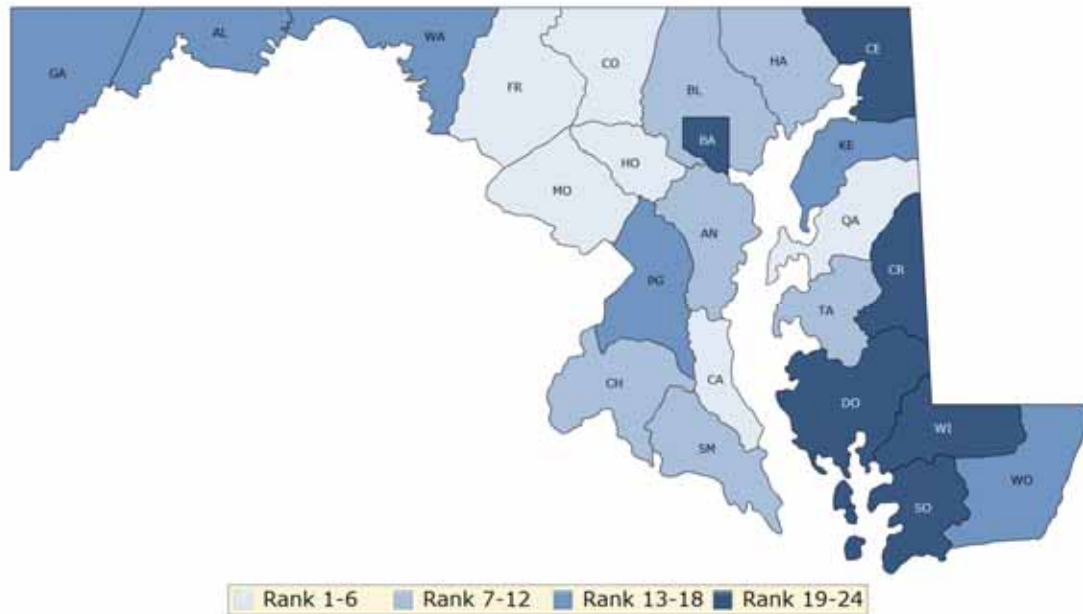 AL
WA
GA
FR
CO
BL
HA
CE
BA
KE
HO
MO
QA
AN
CR
PG
TA
CA
CH
DO
WI
SM
WO
SO
Rank 1-6 Rank 7-12 Rank 13-18 Rank 19-24